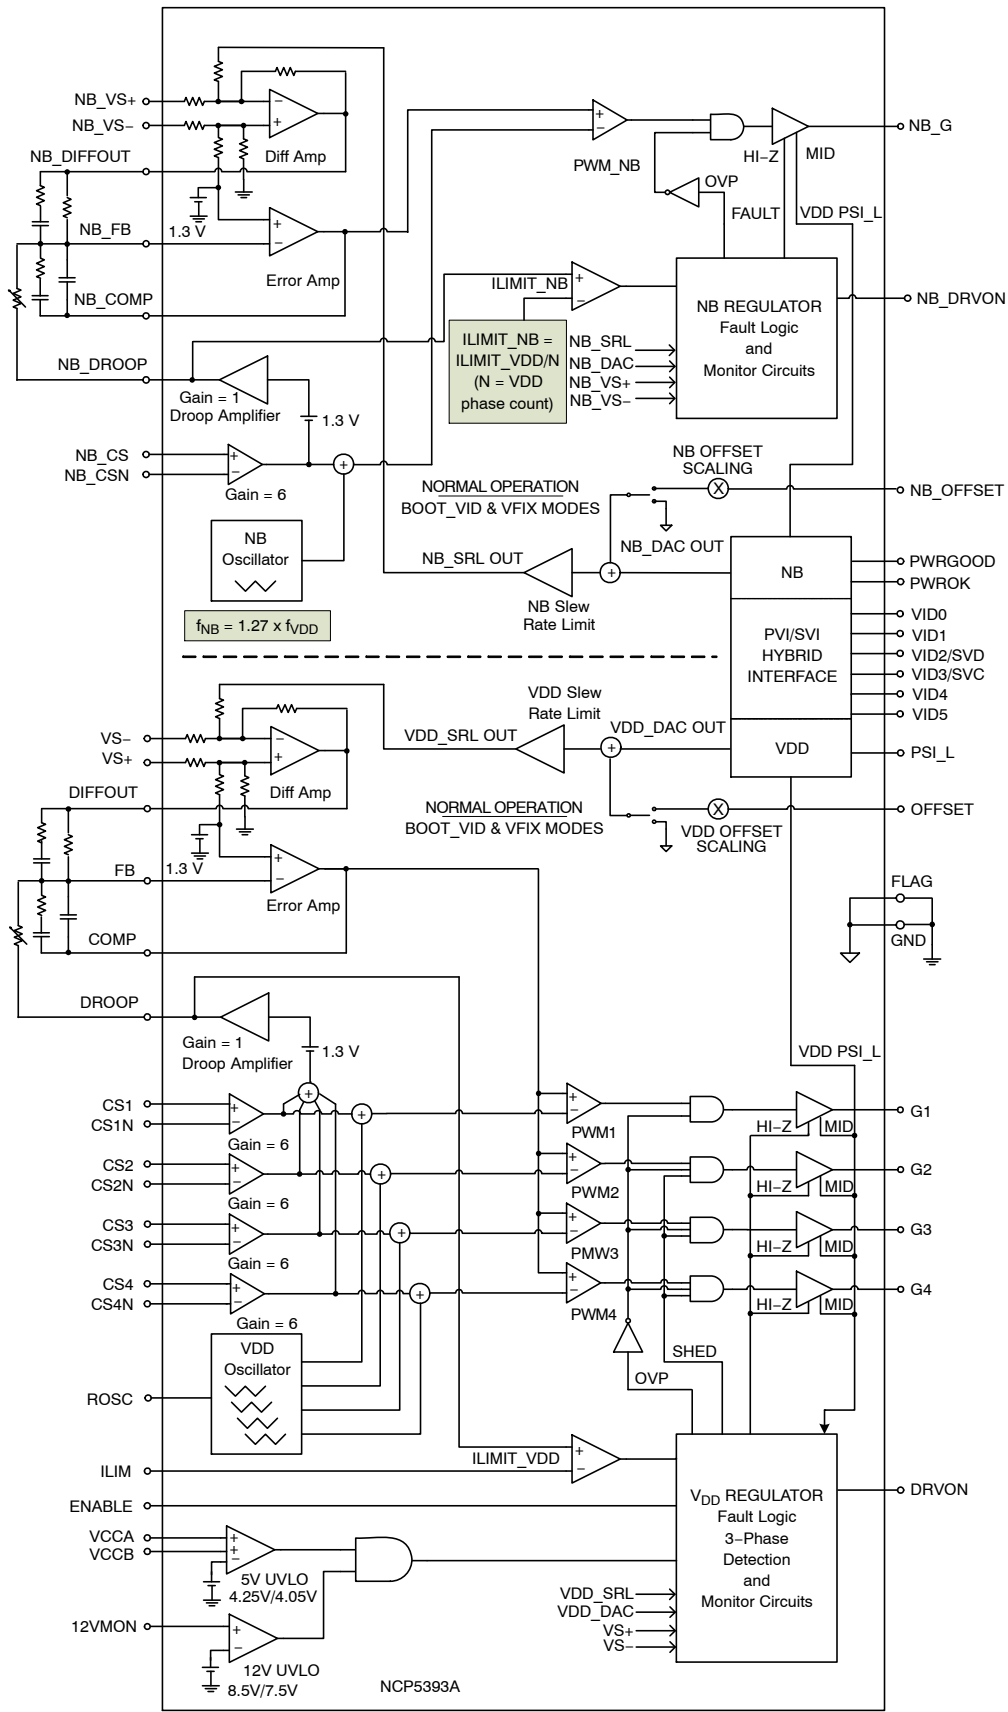 NB_VS+
NB_VS−
NB_DIFFOUT
Diff Amp
+
−
PWM_NB
HI−Z
MID
NB_G
OVP
FAULT
VDD PSI_L
NB_FB
1.3 V
Error Amp
NB_COMP
ILIMIT_NB
NB REGULATOR
Fault Logic
and
Monitor Circuits
NB_DRVON
ILIMIT_NB =
ILIMIT_VDD/N
(N = VDD
phase count)
NB_SRL
NB_DAC
NB_VS+
NB_VS−
NB_DROOP
Gain = 1
Droop Amplifier
1.3 V
NB_CS
NB_CSN
Gain = 6
NB OFFSET
SCALING
X
NB_OFFSET
NORMAL OPERATION
BOOT_VID & VFIX MODES
NB
Oscillator
NB_SRL OUT
NB_DAC OUT
NB Slew
Rate Limit
NB
PWRGOOD
PWROK
fNB = 1.27 x fVDD
PVI/SVI
HYBRID
INTERFACE
VID0
VID1
VID2/SVD
VID3/SVC
VID4
VID5
VDD Slew
Rate Limit
VDD_SRL OUT
VDD_DAC OUT
VDD
PSI_L
VS−
VS+
DIFFOUT
Diff Amp
NORMAL OPERATION
BOOT_VID & VFIX MODES
X
VDD OFFSET
SCALING
OFFSET
FB
1.3 V
Error Amp
COMP
FLAG
GND
DROOP
Gain = 1
Droop Amplifier
1.3 V
VDD PSI_L
CS1
CS1N
Gain = 6
PWM1
HI−Z
MID
G1
CS2
CS2N
Gain = 6
PWM2
HI−Z
MID
G2
CS3
CS3N
Gain = 6
PMW3
HI−Z
MID
G3
CS4
CS4N
Gain = 6
PWM4
HI−Z
MID
G4
VDD
Oscillator
ROSC
SHED
OVP
ILIM
ILIMIT_VDD
ENABLE
VDD REGULATOR
Fault Logic
3−Phase
Detection
and
Monitor Circuits
DRVON
VCCA
VCCB
5V UVLO
4.25V/4.05V
VDD_SRL
VDD_DAC
VS+
VS−
12VMON
12V UVLO
8.5V/7.5V
NCP5393A